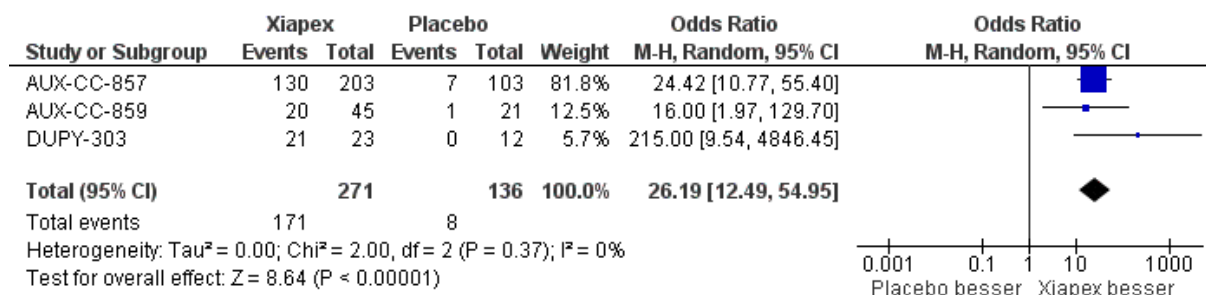 Xiapex Placebo Odds Ratio Odds Ratio
Study or Subgroup Events Total Events Total Weight M-H, Random, 95% CI M-H, Random, 95% CI
AUX-CC-857 130 203 7 103 81.8% 24.42 [10.77, 55.40]
AUX-CC-859 20 45 1 21 12.5% 16.00 [1.97, 129.70]
DUPY-303 21 23 0 12 5.7% 215.00 [9.54, 4846.45]
Total (95% CI) 271 136 100.0% 26.19 [12.49, 54.95]
Total events 171 8
Heterogeneity: Tau² = 0.00; Chi² = 2.00, df = 2 (P = 0.37); I² = 0%
Test for overall effect: Z = 8.64 (P < 0.00001)
0.001 0.1 1 10 1000
Placebo besser Xiapex besser